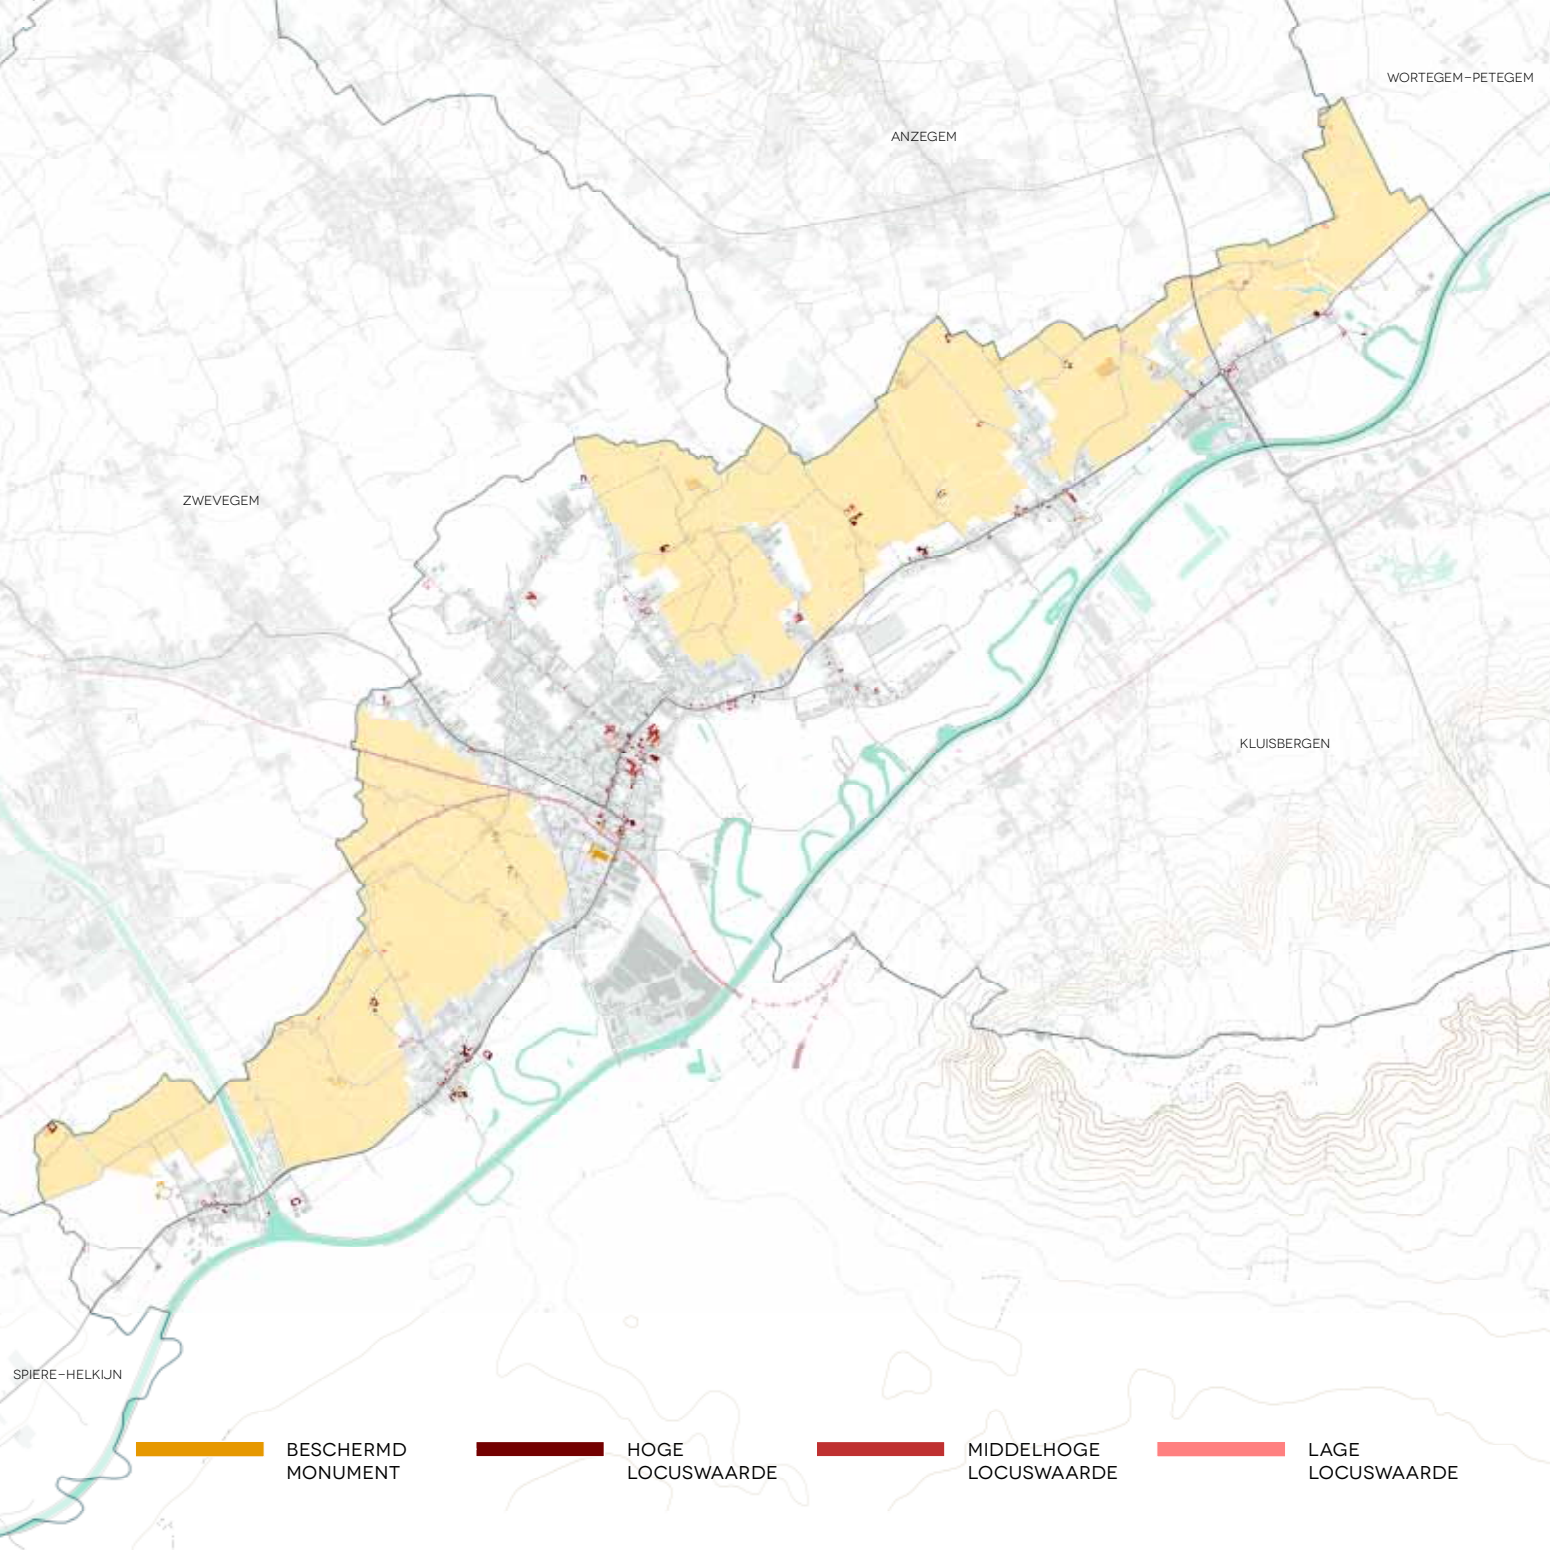 WORTEGEM-PETEGEM
ANZEGEM
ZWEVEGEM
KLUISBERGEN
SPIERE-HELKIJN
BESCHERMD
MONUMENT
HOGE
LOCUSWAARDE
MIDDELHOGE
LOCUSWAARDE
LAGE
LOCUSWAARDE